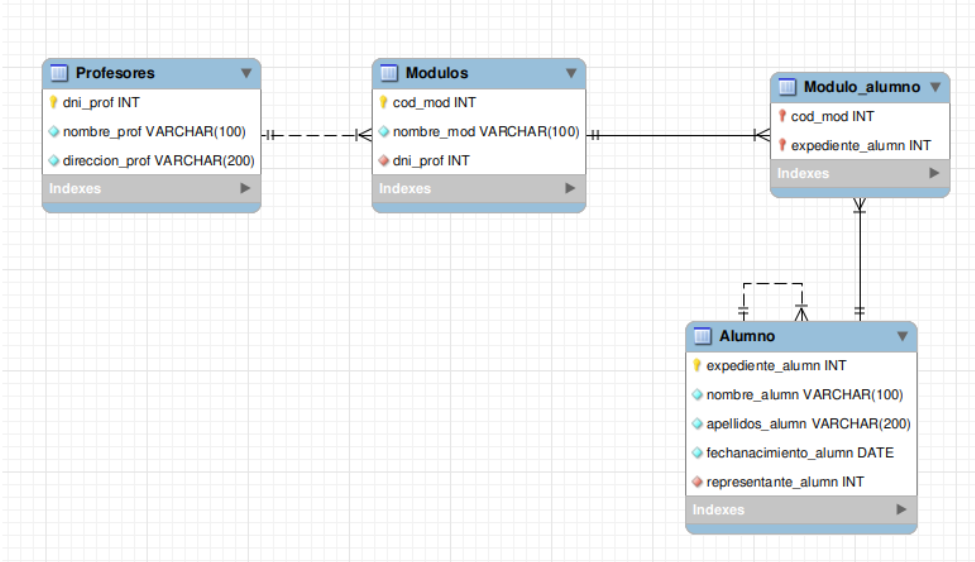 Profesores
dni_prof INT
nombre_prof VARCHAR(100)
direccion_prof VARCHAR(200)
Indexes
Modulos
cod_mod INT
nombre_mod VARCHAR(100)
dni_prof INT
Indexes
Modulo_alumno
cod_mod INT
expediente_alumn INT
Indexes
Alumno
expediente_alumn INT
nombre_alumn VARCHAR(100)
apellidos_alumn VARCHAR(200)
fechanacimiento_alumn DATE
representante_alumn INT
Indexes